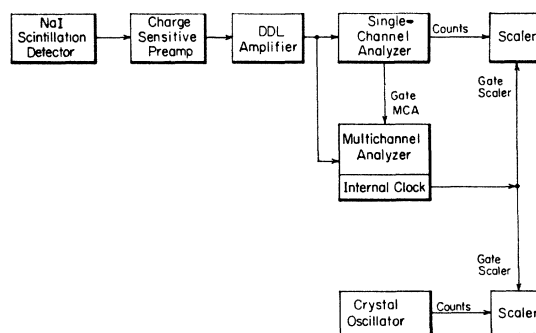 NaI
Scintillation
Detector
Charge
Sensitive
Preamp
DDL
Amplifier
Single-
Channel
Analyzer
Counts
Scaler
Gate
MCA
Gate
Scaler
Multichannel
Analyzer
Internal Clock
Gate
Scaler
Crystal
Oscillator
Counts
Scaler